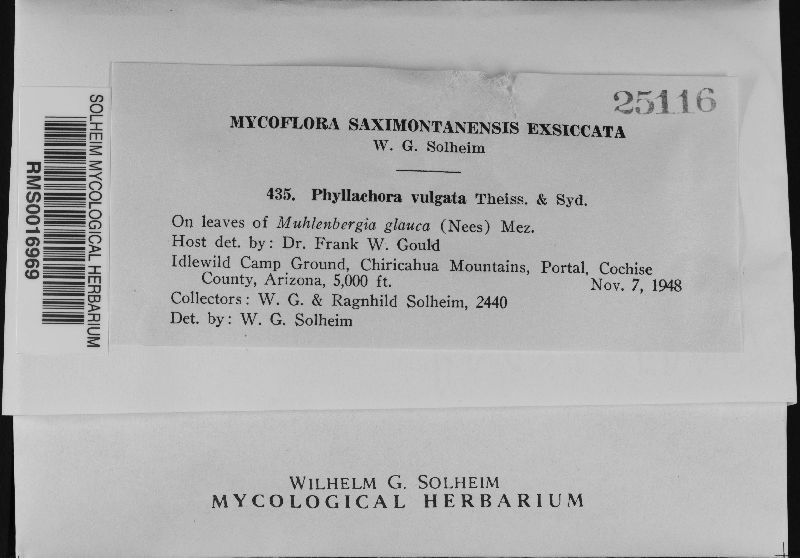 25116
MYCOFLORA SAXIMONTANENSIS EXSICCATA
W. G. Solheim
435. Phyllachora vulgata Theiss. & Syd.
On leaves of Muhlenbergia glauca (Nees) Mez.
Host det. by: Dr. Frank W. Gould
Idlewild Camp Ground, Chiricahua Mountains, Portal, Cochise
County, Arizona, 5,000 ft. Nov. 7, 1948
Collectors: W. G. & Ragnhild Solheim, 2440
Det. by: W. G. Solheim
SOLHEIM MYCOLOGICAL HERBARIUM
RMS0016969
WILHELM G. SOLHEIM
MYCOLOGICAL HERBARIUM